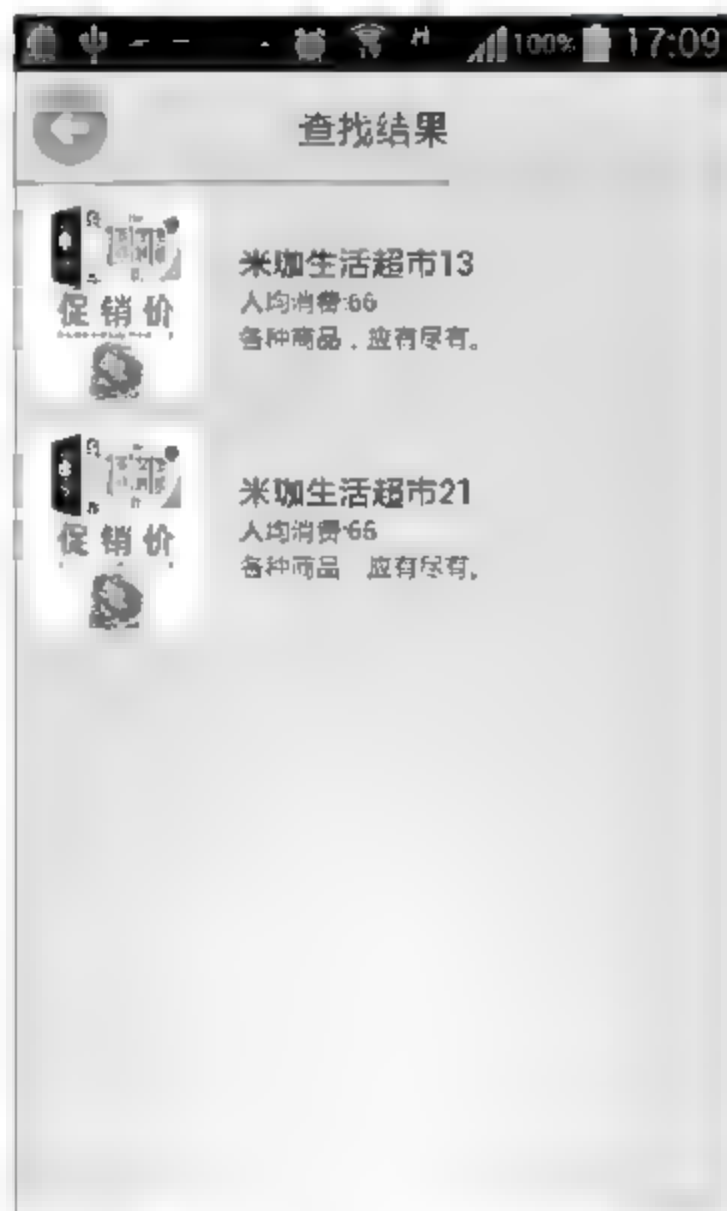 100% 17:09
查找结果
米咖生活超市13
人均消费:66
各种商品，应有尽有。
促销价
米咖生活超市21
人均消费:66
各种商品，应有尽有。
促销价